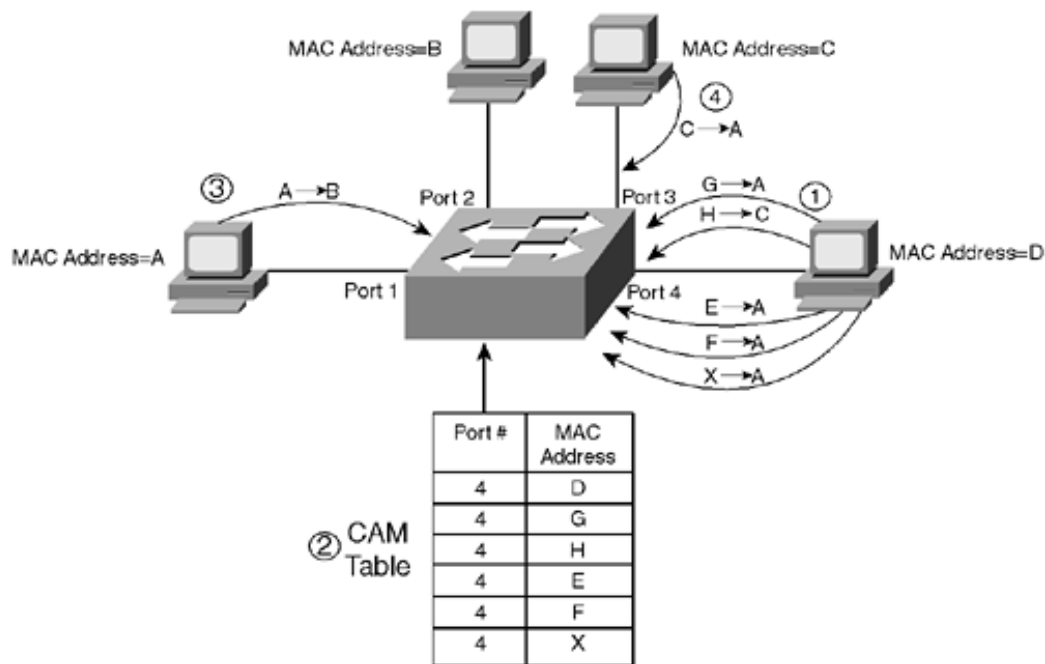 MAC Address=B
MAC Address=C
④
C→A
③
A→B
Port 2
Port 3
G→A
①
H→C
MAC Address=A
MAC Address=D
Port 1
Port 4
E→A
F→A
X→A
Port #
MAC
Address
4 D
4 G
② CAM
Table
4 H
4 E
4 F
4 X